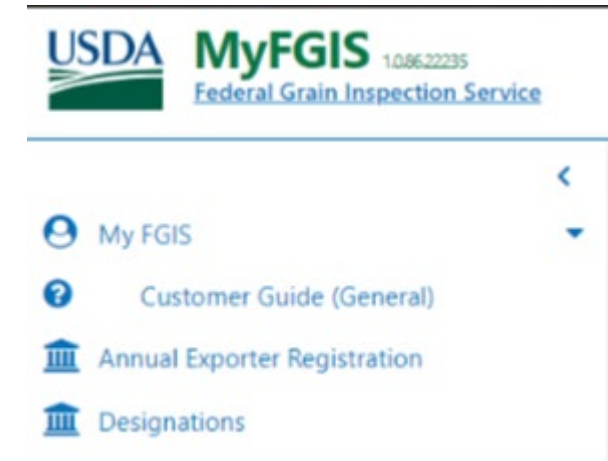 USDA MyFGIS 1.0.86.22235
Federal Grain Inspection Service
My FGIS
Customer Guide (General)
Annual Exporter Registration
Designations